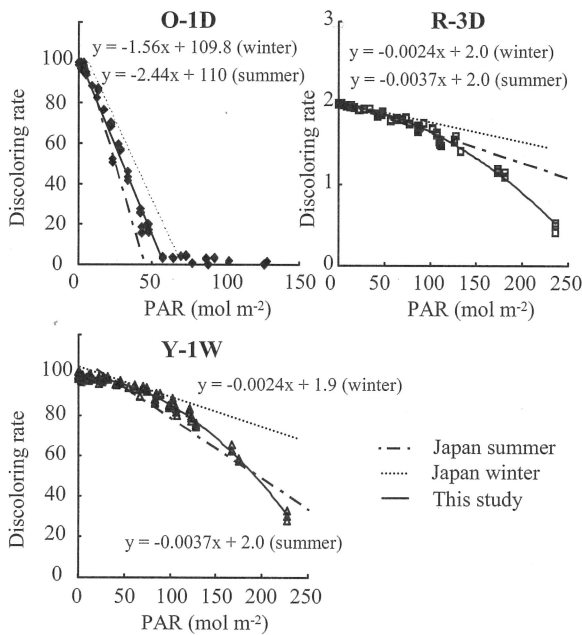 O-1D
y = -1.56x + 109.8 (winter)
y = -2.44x + 110 (summer)
Discoloring rate
100
80
60
40
20
0
0 50 100 150
PAR (mol m-2)
R-3D
y = -0.0024x + 2.0 (winter)
y = -0.0037x + 2.0 (summer)
Discoloring rate
2
1
0
0 50 100 150 200 250
PAR (mol m-2)
Y-1W
y = -0.0024x + 1.9 (winter)
y = -0.0037x + 2.0 (summer)
Discoloring rate
100
80
60
40
20
0
0 50 100 150 200 250
PAR (mol m-2)
Japan summer
Japan winter
This study